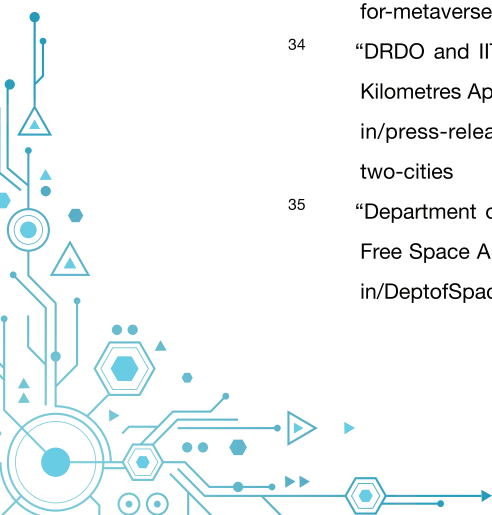 for-metaverse
34 “DRDO and IIT
Kilometres Ap
in/press-relea
two-cities
35 “Department o
Free Space A
in/DeptofSpac